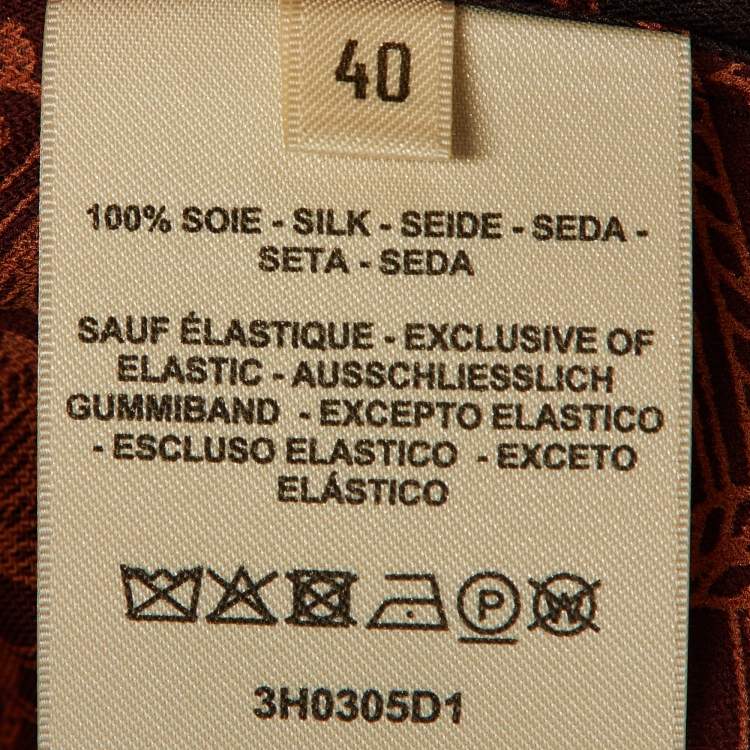 40
100% SOIE - SILK - SEIDE - SEDA -
SETA - SEDA
SAUF ÉLASTIQUE - EXCLUSIVE OF
ELASTIC - AUSSCHLIESSLICH
GUMMIBAND - EXCEPTO ELASTICO
- ESCLUSO ELASTICO - EXCETO
ELÁSTICO
P W
3H0305D1